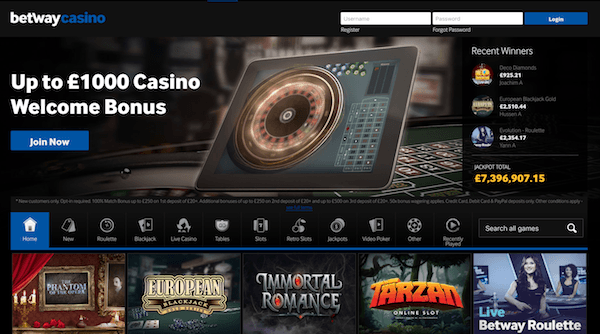 betwaycasino
Username
Password
Login
Register
Forgot Password
Up to £1000 Casino
Welcome Bonus
Join Now
Recent Winners
Deco Diamonds
€925.21
Joachim A
European Blackjack Gold
€2,510.44
Hussen A
Evolution - Roulette
€2,354.17
Yann A
JACKPOT TOTAL
£7,396,907.15
* New customers only. Opt-in required. 100% Match Bonus up to £250 on 1st deposit of £20+. Additional bonuses of up to £250 on 2nd deposit of £20+ and up to £500 on 3rd deposit of £20+. 50x bonus wagering applies. Credit Card, Debit Card & PayPal deposits only. Other conditions apply -
Home
New
Roulette
Blackjack
Live Casino
Tables
Slots
Retro Slots
Jackpots
Video Poker
Other
Recently
Played
Search all games
THE
PHANTOM
OF THE OPERA
EUROPEAN
BLACKJACK
IMMORTAL
ROMANCE
TARZAN
ONLINE SLOT
Live
Betway Roulette